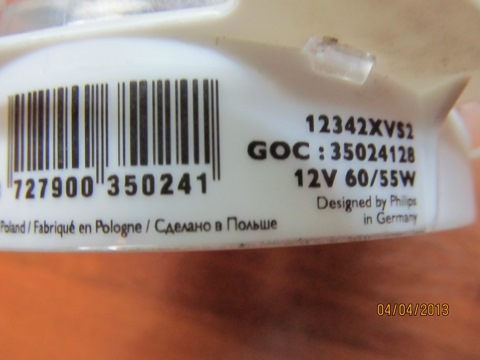 12342XVS2
GOC : 35024128
12V 60/55W
Designed by Philips
in Germany
727900 350241
Poland / Fabriqué en Pologne / Сделано в Польше
04/04/2013